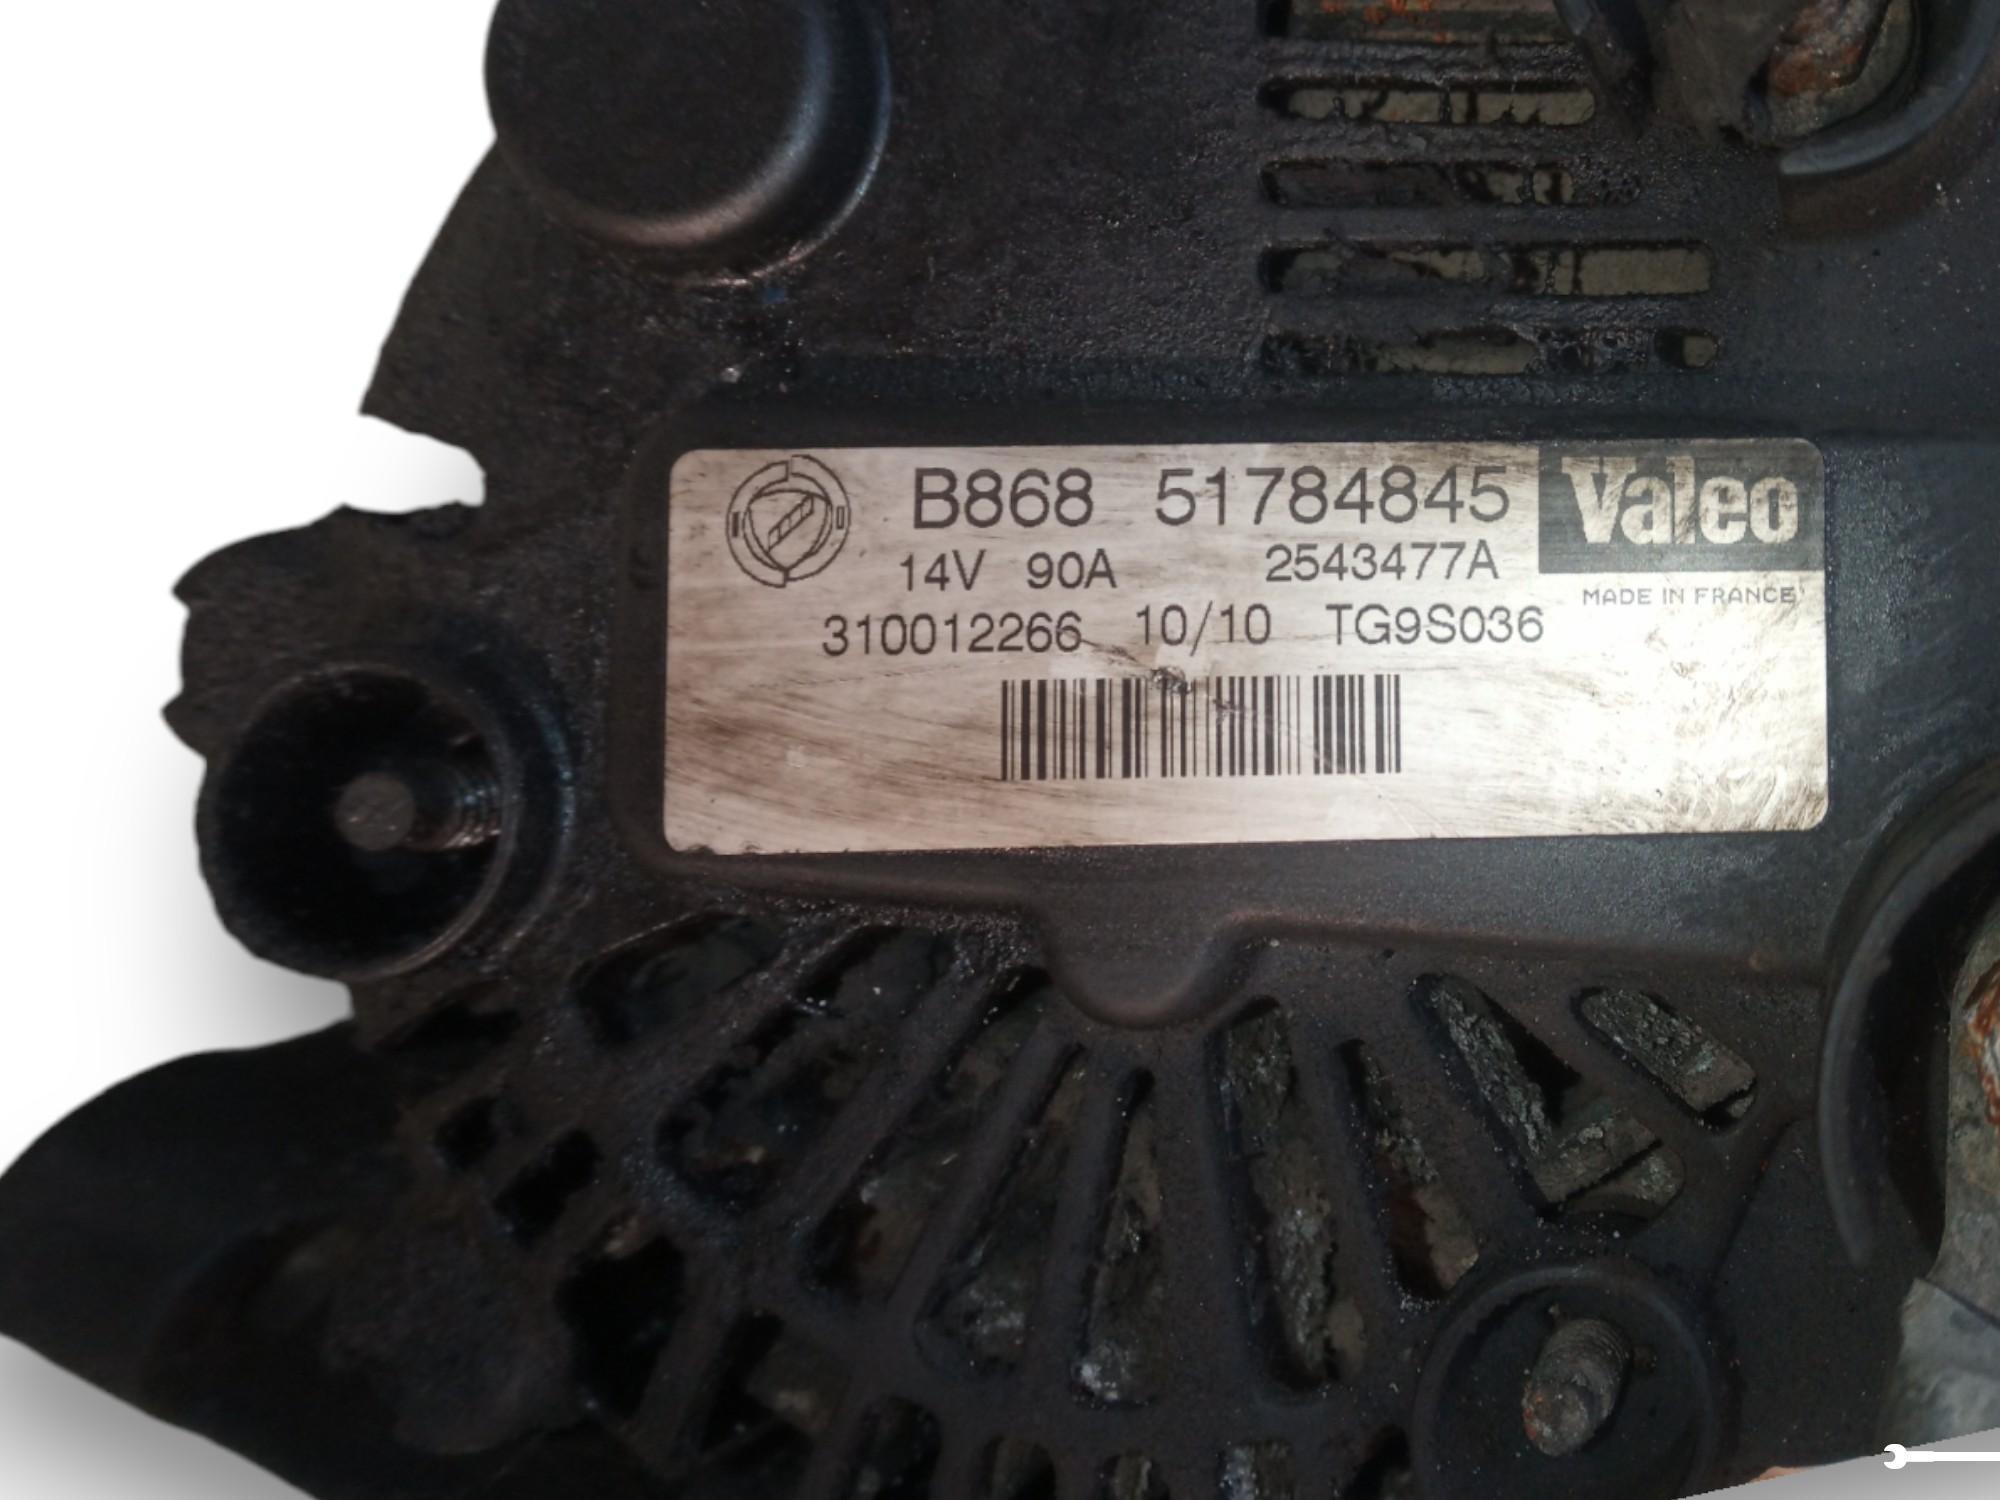 B868 51784845 Valeo
14V 90A 2543477A
MADE IN FRANCE
310012266 10/10 TG9S036